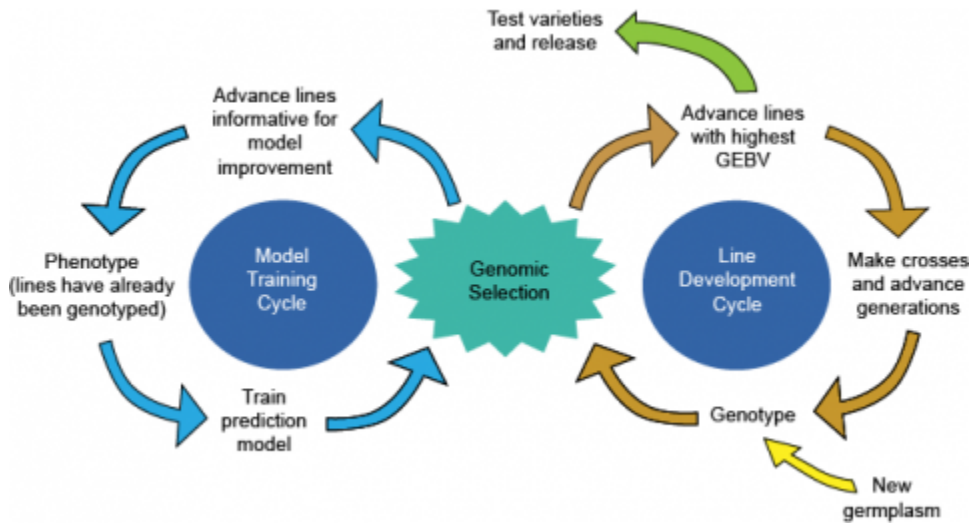 Test varieties
and release
Advance lines
informative for
model
improvement
Advance lines
with highest
GEBV
Phenotype
(lines have already
been genotyped)
Model
Training
Cycle
Genomic
Selection
Line
Development
Cycle
Make crosses
and advance
generations
Train
prediction
model
Genotype
New
germplasm